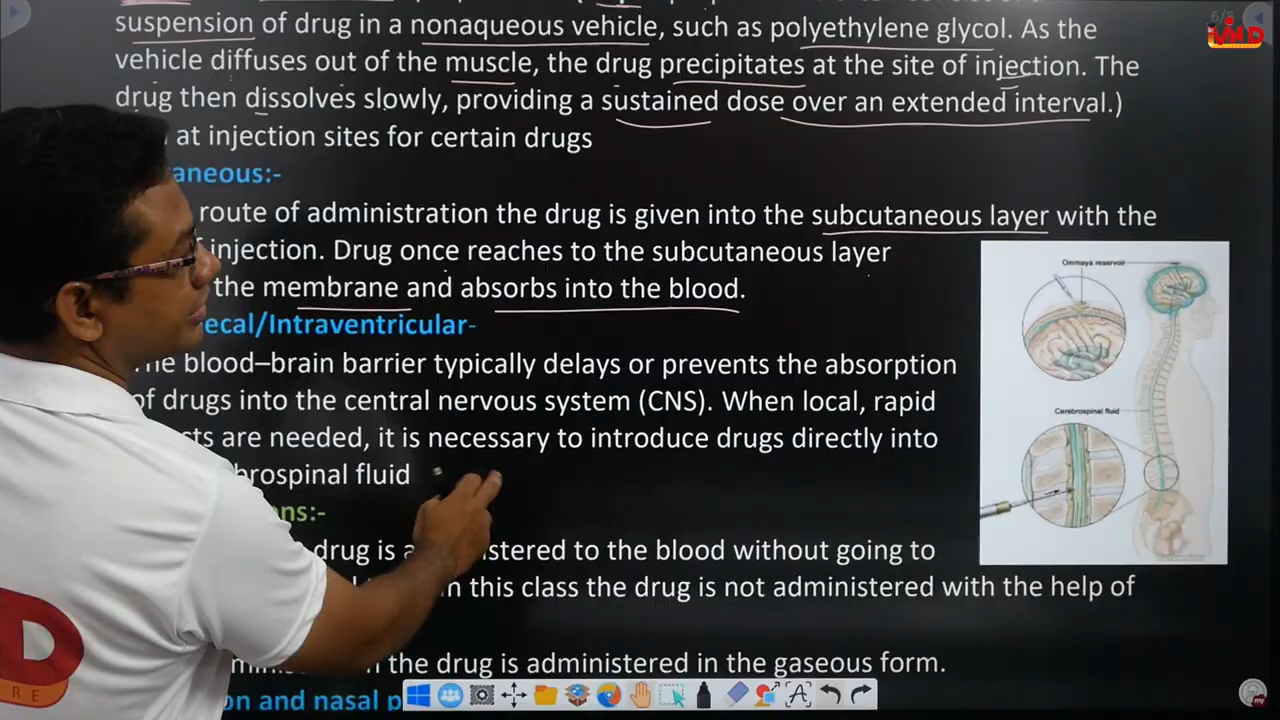 suspension of drug in a nonaqueous vehicle, such as polyethylene glycol. As the
vehicle diffuses out of the muscle, the drug precipitates at the site of injection. The
drug then dissolves slowly, providing a sustained dose over an extended interval.)
at injection sites for certain drugs
aneous:-
route of administration the drug is given into the subcutaneous layer with the
injection. Drug once reaches to the subcutaneous layer
the membrane and absorbs into the blood.
ecal/Intraventricular-
The blood–brain barrier typically delays or prevents the absorption
of drugs into the central nervous system (CNS). When local, rapid
cts are needed, it is necessary to introduce drugs directly into
brospinal fluid
ons:-
drug is a istered to the blood without going to
n this class the drug is not administered with the help of
the drug is administered in the gaseous form.
on and nasal p
Ommaya reservoir
Cerebrospinal fluid
6/8
MIND
D
RE